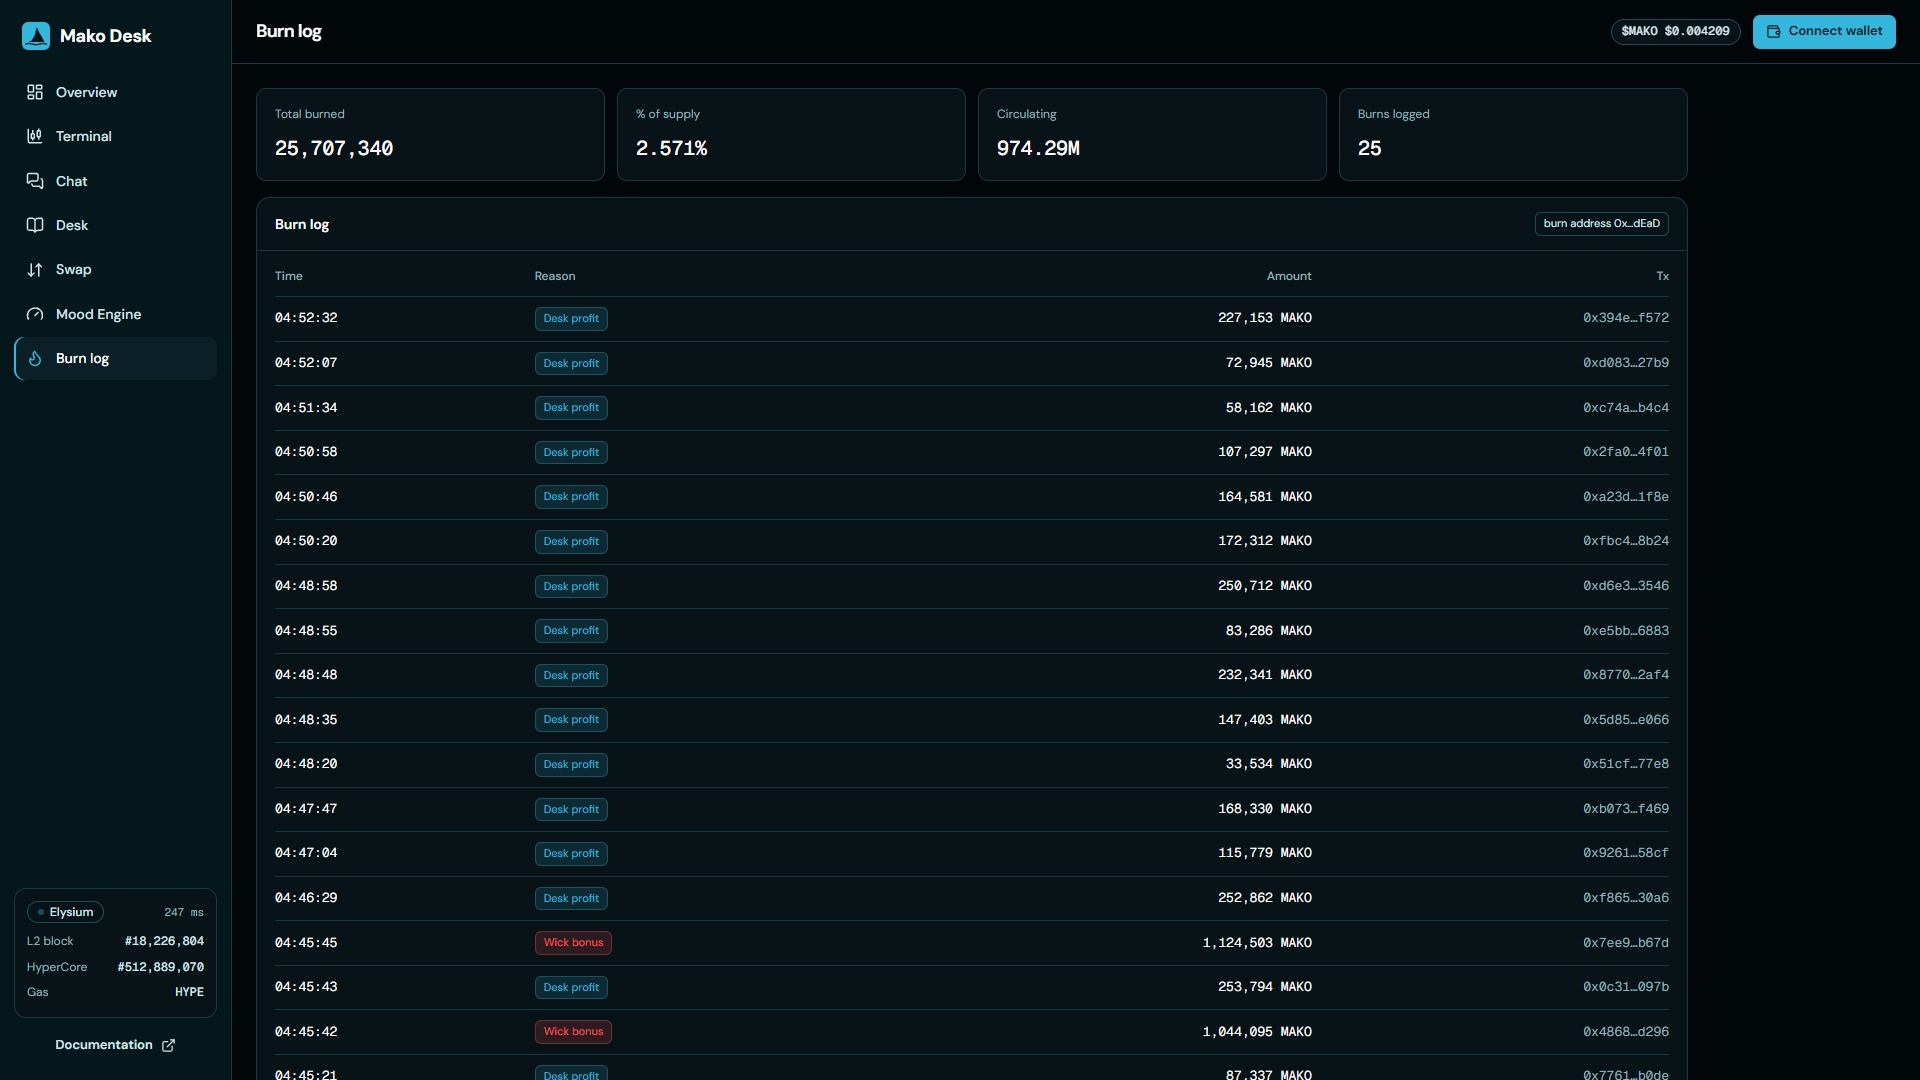 Mako Desk
Overview
Terminal
Chat
Desk
Swap
Mood Engine
Burn log
Elysium 247 ms
L2 block #18,226,804
HyperCore #512,889,070
Gas HYPE
Documentation
Burn log
$MAKO $0.004209
Connect wallet
Total burned
25,707,340
% of supply
2.571%
Circulating
974.29M
Burns logged
25
Burn log
burn address 0x…dEaD
Time Reason Amount Tx
04:52:32 Desk profit 227,153 MAKO 0x394e…f572
04:52:07 Desk profit 72,945 MAKO 0xd083…27b9
04:51:34 Desk profit 58,162 MAKO 0xc74a…b4c4
04:50:58 Desk profit 107,297 MAKO 0x2fa0…4f01
04:50:46 Desk profit 164,581 MAKO 0xa23d…1f8e
04:50:20 Desk profit 172,312 MAKO 0xfbc4…8b24
04:48:58 Desk profit 250,712 MAKO 0xd6e3…3546
04:48:55 Desk profit 83,286 MAKO 0xe5bb…6883
04:48:48 Desk profit 232,341 MAKO 0x8770…2af4
04:48:35 Desk profit 147,403 MAKO 0x5d85…e066
04:48:20 Desk profit 33,534 MAKO 0x51cf…77e8
04:47:47 Desk profit 168,330 MAKO 0xb073…f469
04:47:04 Desk profit 115,779 MAKO 0x9261…58cf
04:46:29 Desk profit 252,862 MAKO 0xf865…30a6
04:45:45 Wick bonus 1,124,503 MAKO 0x7ee9…b67d
04:45:43 Desk profit 253,794 MAKO 0x0c31…097b
04:45:42 Wick bonus 1,044,095 MAKO 0x4868…d296
04:45:21 Desk profit 87,337 MAKO 0x7761…b0de